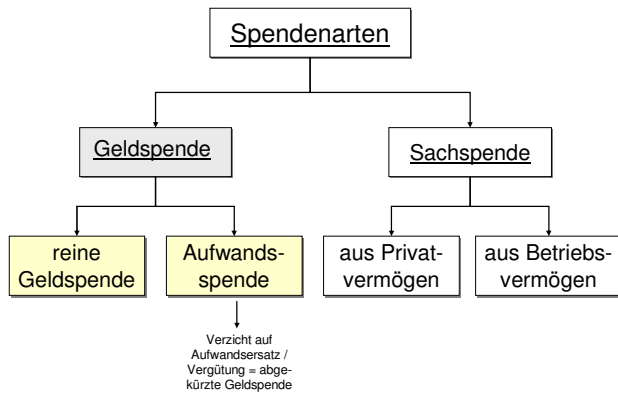 Spendenarten
Geldspende
Sachspende
reine
Geldspende
Aufwands-
spende
aus Privat-
vermögen
aus Betriebs-
vermögen
Verzicht auf
Aufwandsersatz /
Vergütung = abge-
kürzte Geldspende